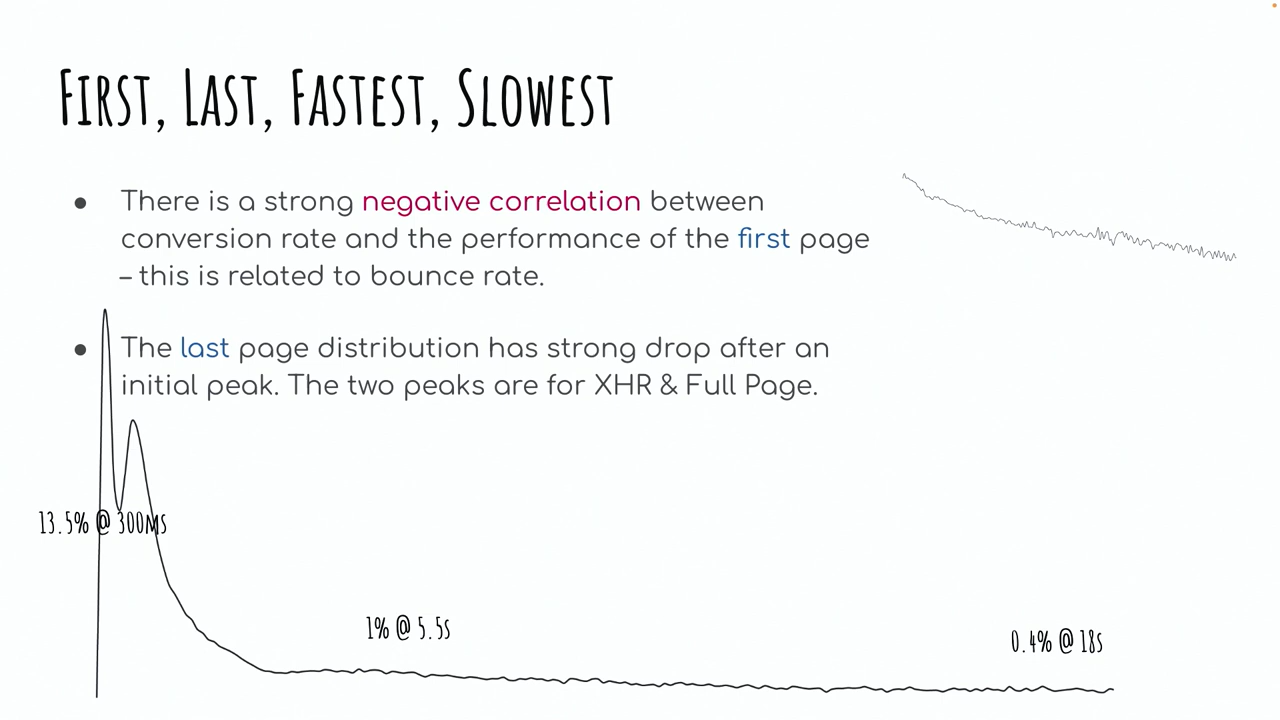 First, Last, Fastest, Slowest
● There is a strong negative correlation between
conversion rate and the performance of the first page
– this is related to bounce rate.
● The last page distribution has strong drop after an
initial peak. The two peaks are for XHR & Full Page.
13.5% @ 300ms
1% @ 5.5s
0.4% @ 18s